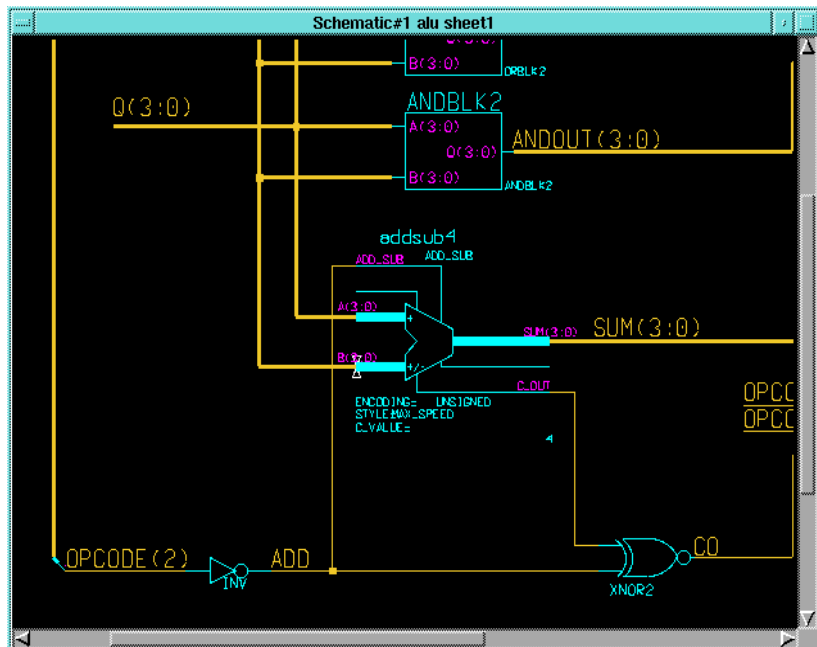 Schematic#1 alu sheet1
B(3:0)
ORBLK2
ANDBLK2
Q(3:0)
A(3:0)
O(3:0)
ANDOUT(3:0)
B(3:0)
ANDBLK2
addsub4
ADD_SUB
ADD_SUB
A(3:0)
SUM(3:0)
SUM(3:0)
B(3:0)
C_OUT
ENCODING= UNSIGNED
STYLE=MAX_SPEED
C_VALUE=
4
OPCO
OPCO
OPCODE(2)
INV
ADD
XNOR2
CO